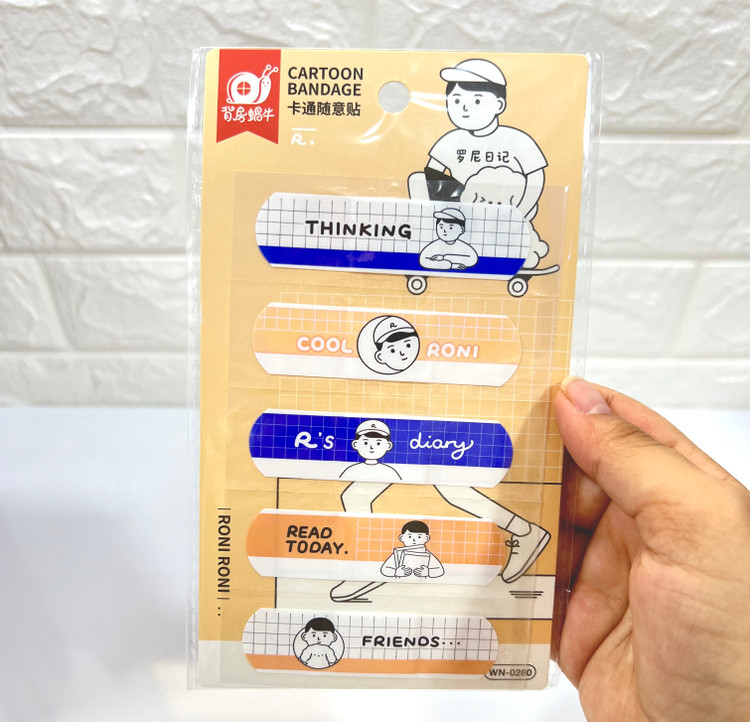 背房蝸牛
CARTOON
BANDAGE
卡通随意贴
R.
罗尼日记
THINKING
R
COOL RONI
R's diary
READ
TODAY.
RONI RONI
FRIENDS...
WN-0280